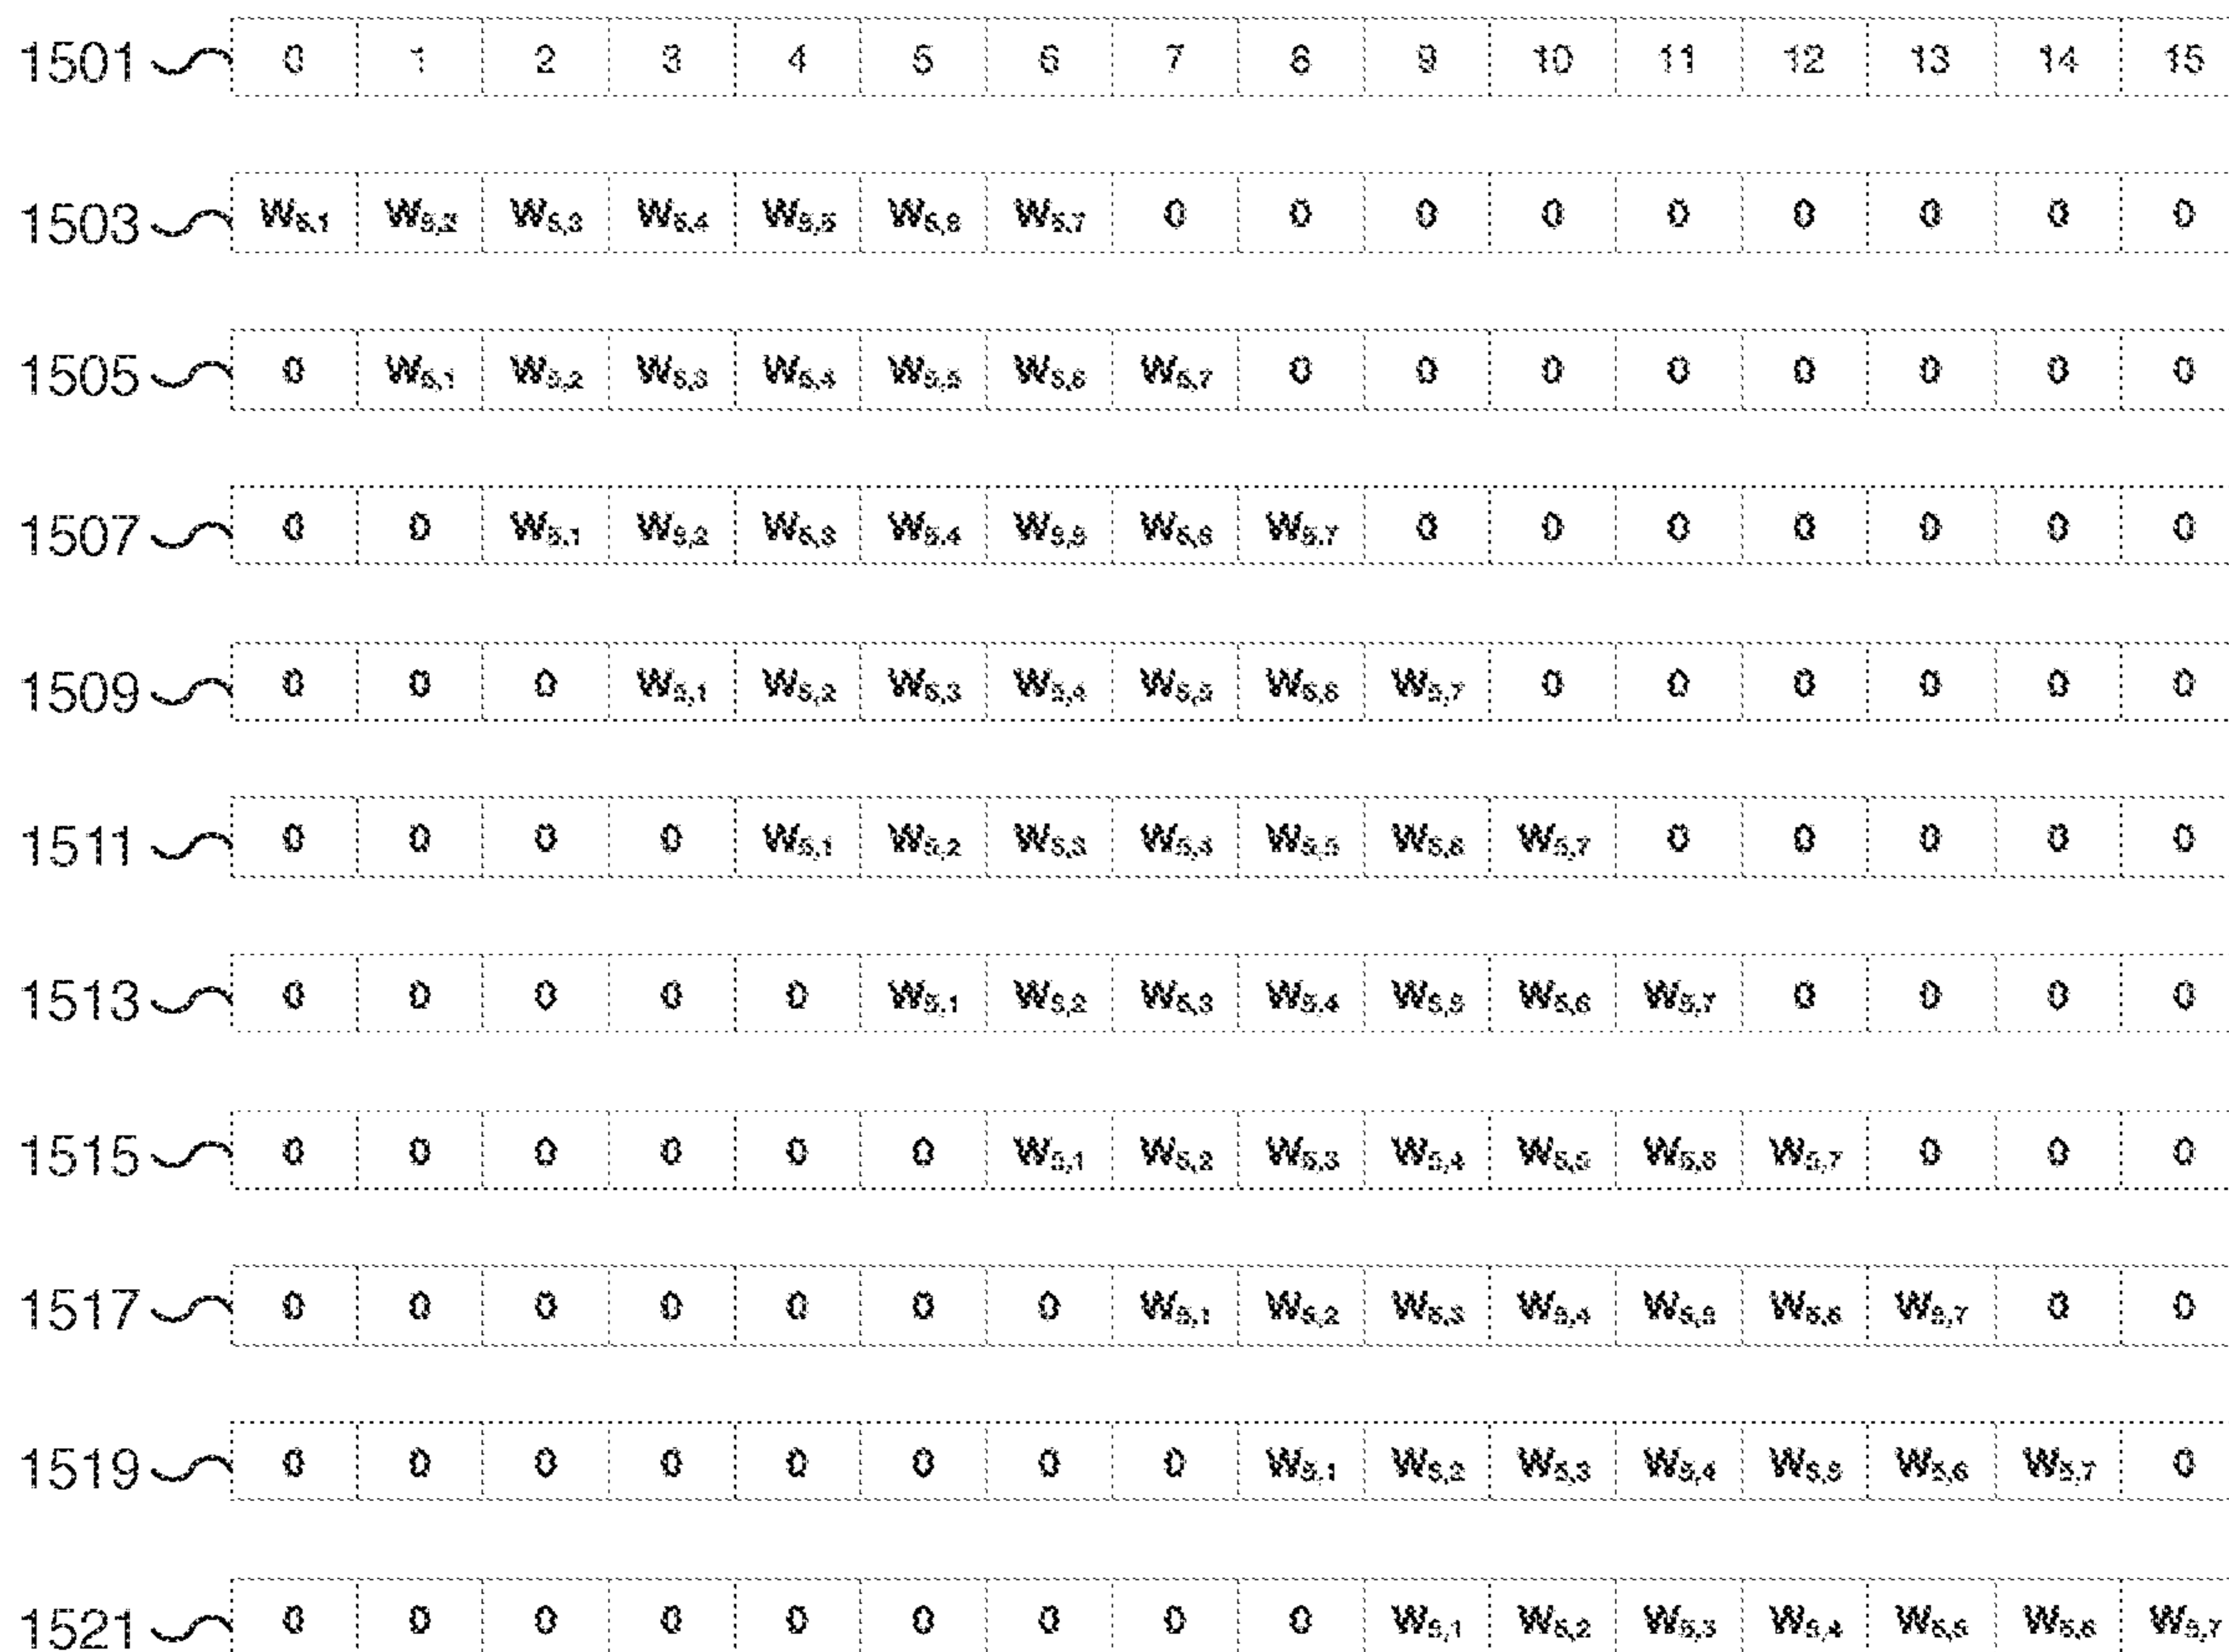 1501 0 1 2 3 4 5 6 7 8 9 10 11 12 13 14 15
1503 W5,1 W5,2 W5,3 W5,4 W5,5 W5,6 W5,7 0 0 0 0 0 0 0 0 0
1505 0 W5,1 W5,2 W5,3 W5,4 W5,5 W5,6 W5,7 0 0 0 0 0 0 0 0
1507 0 0 W5,1 W5,2 W5,3 W5,4 W5,5 W5,6 W5,7 0 0 0 0 0 0 0
1509 0 0 0 W5,1 W5,2 W5,3 W5,4 W5,5 W5,6 W5,7 0 0 0 0 0 0
1511 0 0 0 0 W5,1 W5,2 W5,3 W5,4 W5,5 W5,6 W5,7 0 0 0 0 0
1513 0 0 0 0 0 W5,1 W5,2 W5,3 W5,4 W5,5 W5,6 W5,7 0 0 0 0
1515 0 0 0 0 0 0 W5,1 W5,2 W5,3 W5,4 W5,5 W5,6 W5,7 0 0 0
1517 0 0 0 0 0 0 0 W5,1 W5,2 W5,3 W5,4 W5,5 W5,6 W5,7 0 0
1519 0 0 0 0 0 0 0 0 W5,1 W5,2 W5,3 W5,4 W5,5 W5,6 W5,7 0
1521 0 0 0 0 0 0 0 0 0 W5,1 W5,2 W5,3 W5,4 W5,5 W5,6 W5,7